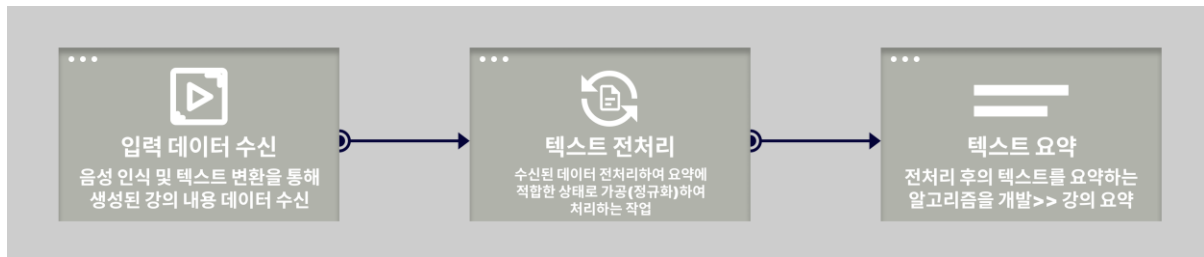 입력 데이터 수신
음성 인식 및 텍스트 변환을 통해
생성된 강의 내용 데이터 수신
텍스트 전처리
수신된 데이터 전처리하여 요약에
적합한 상태로 가공(정규화)하여
처리하는 작업
텍스트 요약
전처리 후의 텍스트를 요약하는
알고리즘을 개발>> 강의 요약